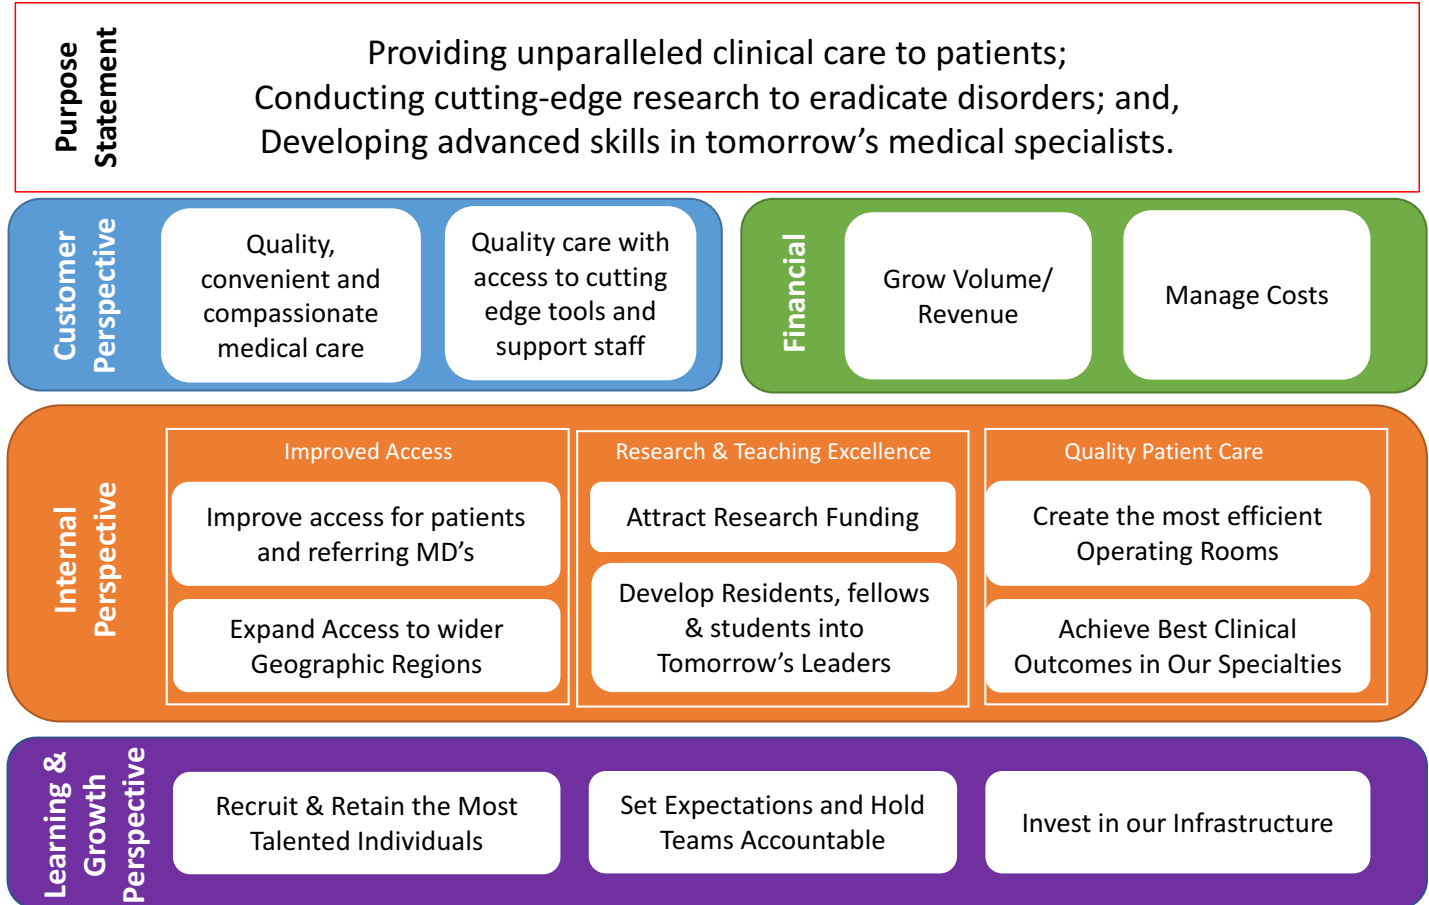 Purpose
Statement
Providing unparalleled clinical care to patients;
Conducting cutting-edge research to eradicate disorders; and,
Developing advanced skills in tomorrow’s medical specialists.
Customer
Perspective
Quality,
convenient and
compassionate
medical care
Quality care with
access to cutting
edge tools and
support staff
Financial
Grow Volume/
Revenue
Manage Costs
Internal
Perspective
Improved Access
Improve access for patients
and referring MD’s
Expand Access to wider
Geographic Regions
Research & Teaching Excellence
Attract Research Funding
Develop Residents, fellows
& students into
Tomorrow’s Leaders
Quality Patient Care
Create the most efficient
Operating Rooms
Achieve Best Clinical
Outcomes in Our Specialties
Learning &
Growth
Perspective
Recruit & Retain the Most
Talented Individuals
Set Expectations and Hold
Teams Accountable
Invest in our Infrastructure